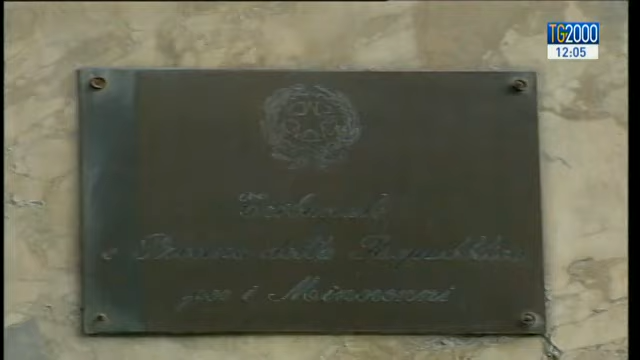 TG2000
12:05
Tribunale
e Procura della Repubblica
per i Minorenni